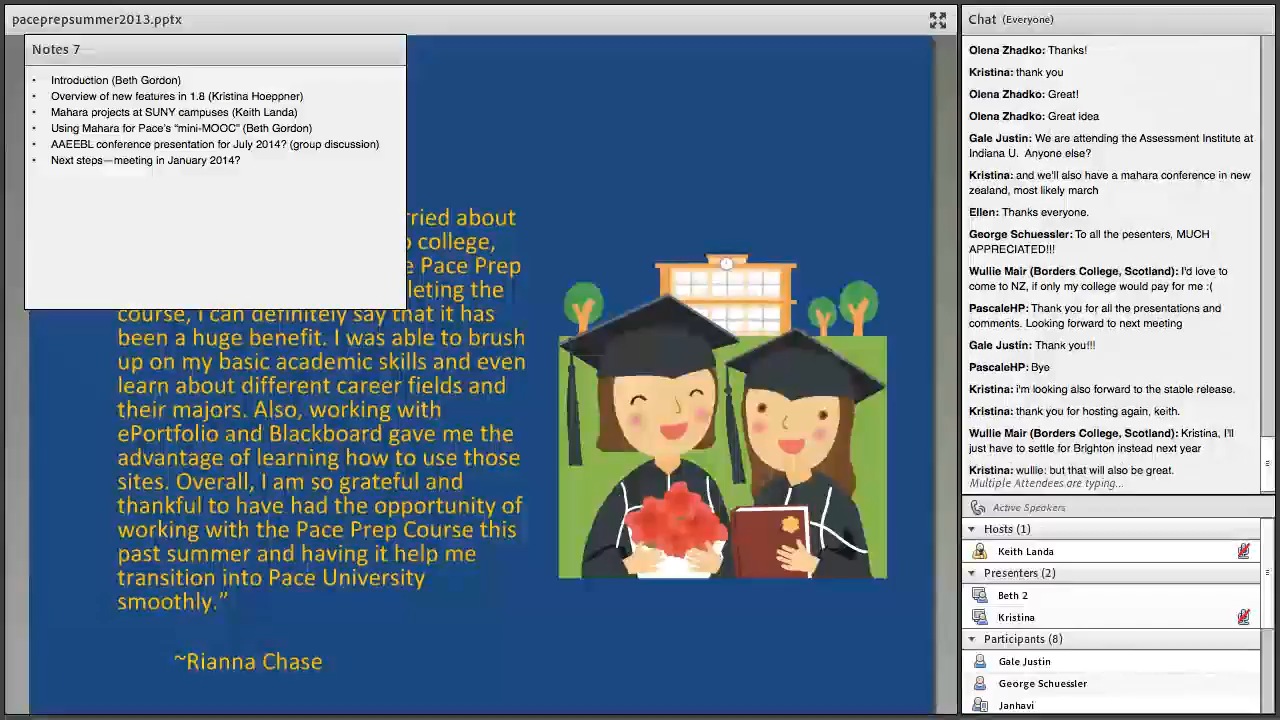 paceprepsummer2013.pptx
Notes 7
• Introduction (Beth Gordon)
• Overview of new features in 1.8 (Kristina Hoeppner)
• Mahara projects at SUNY campuses (Keith Landa)
• Using Mahara for Pace's “mini-MOOC” (Beth Gordon)
• AAEEBL conference presentation for July 2014? (group discussion)
• Next steps—meeting in January 2014?
rried about
college,
e Pace Prep
leting the
course, I can definitely say that it has
been a huge benefit. I was able to brush
up on my basic academic skills and even
learn about different career fields and
their majors. Also, working with
ePortfolio and Blackboard gave me the
advantage of learning how to use those
sites. Overall, I am so grateful and
thankful to have had the opportunity of
working with the Pace Prep Course this
past summer and having it help me
transition into Pace University
smoothly.”
~Rianna Chase
Chat (Everyone)
Olena Zhadko: Thanks!
Kristina: thank you
Olena Zhadko: Great!
Olena Zhadko: Great idea
Gale Justin: We are attending the Assessment Institute at
Indiana U.  Anyone else?
Kristina: and we'll also have a mahara conference in new
zealand, most likely march
Ellen: Thanks everyone.
George Schuessler: To all the pesenters, MUCH
APPRECIATED!!!
Wullie Mair (Borders College, Scotland): I'd love to
come to NZ, if only my college would pay for me :(
PascaleHP: Thank you for all the presentations and
comments. Looking forward to next meeting
Gale Justin: Thank you!!!
PascaleHP: Bye
Kristina: i'm looking also forward to the stable release.
Kristina: thank you for hosting again, keith.
Wullie Mair (Borders College, Scotland): Kristina, I'll
just have to settle for Brighton instead next year
Kristina: wullie: but that will also be great.
Multiple Attendees are typing...
Active Speakers
Hosts (1)
Keith Landa
Presenters (2)
Beth 2
Kristina
Participants (8)
Gale Justin
George Schuessler
Janhavi